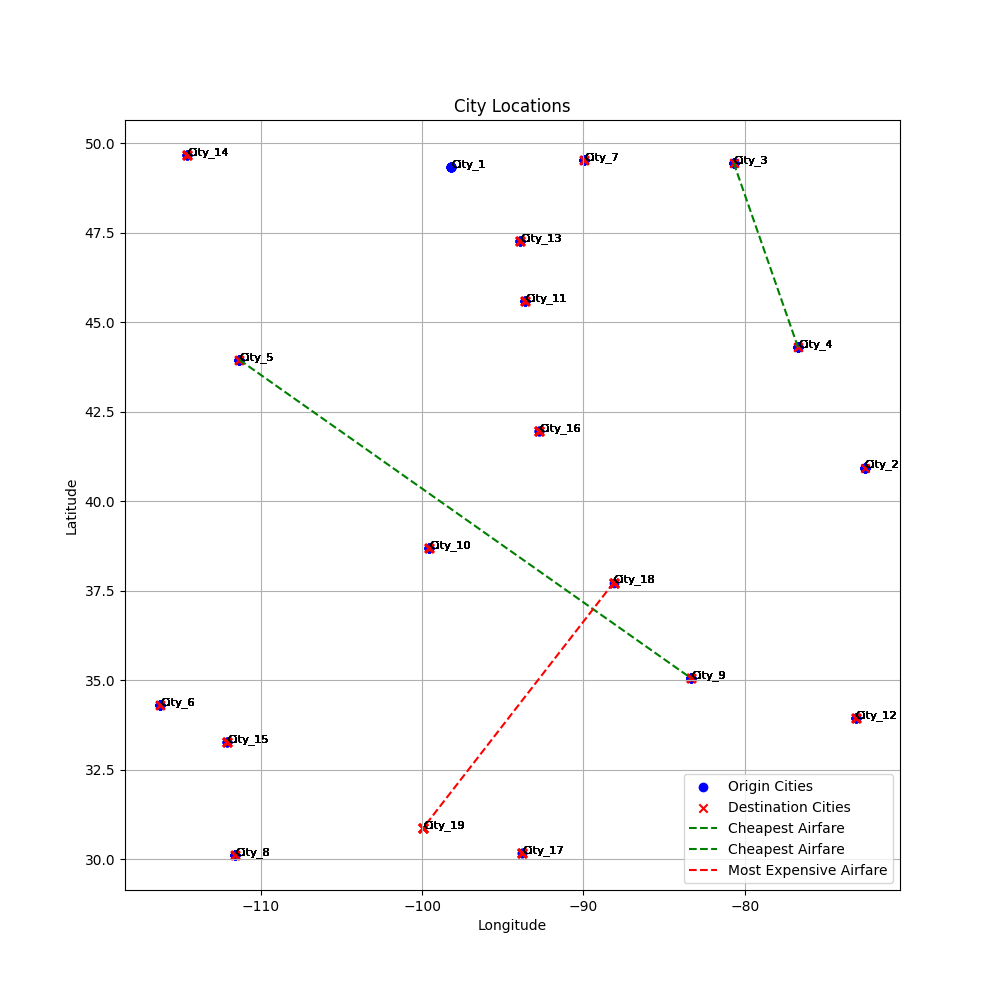 City Locations
50.0
47.5
45.0
42.5
40.0
37.5
35.0
32.5
30.0
Latitude
City_14
City_1
City_7
City_3
City_13
City_11
City_5
City_4
City_16
City_2
City_10
City_18
City_9
City_6
City_12
City_15
City_19
City_8
City_17
Origin Cities
Destination Cities
Cheapest Airfare
Cheapest Airfare
Most Expensive Airfare
−110
−100
−90
−80
Longitude